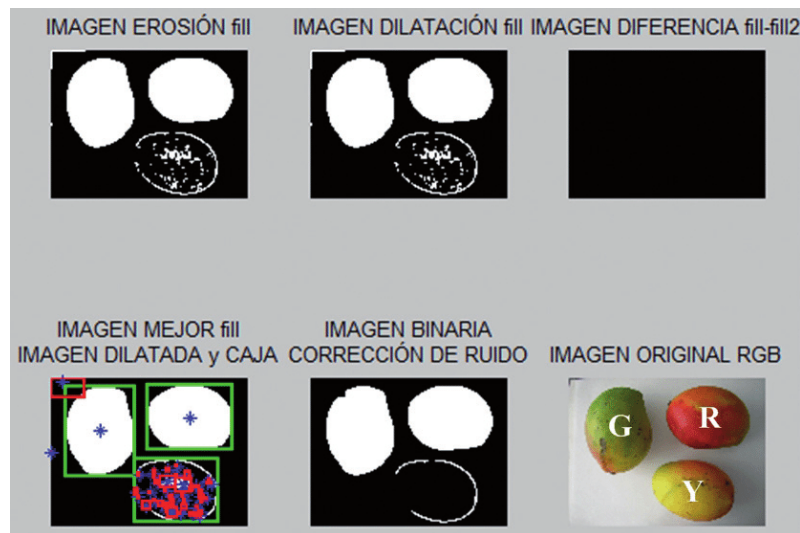 IMAGEN EROSIÓN fill
IMAGEN DILATACIÓN fill
IMAGEN DIFERENCIA fill-fill2
IMAGEN MEJOR fill
IMAGEN DILATADA y CAJA
IMAGEN BINARIA
CORRECCIÓN DE RUIDO
IMAGEN ORIGINAL RGB
G
R
Y